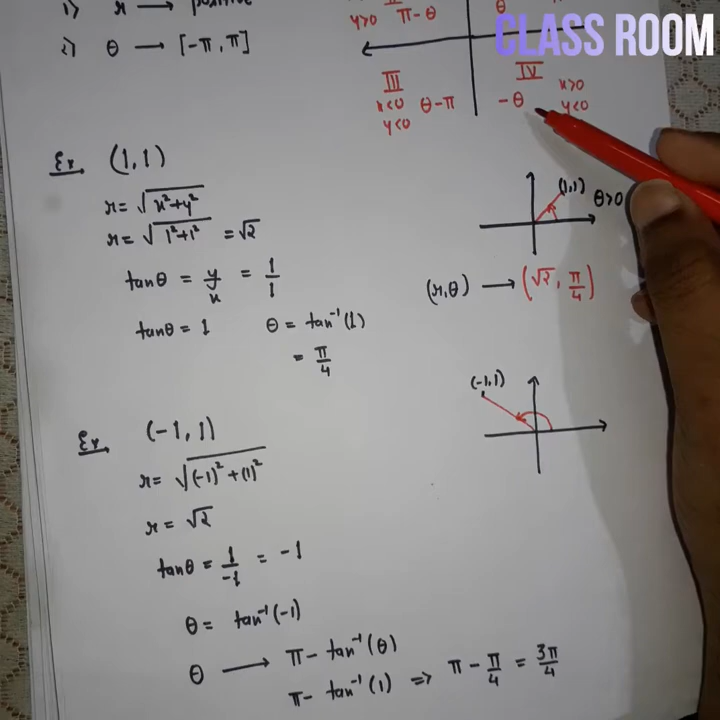 i) r → positive
ii) θ → [-π, π]
y>0 π-θ
θ
CLASS ROOM
III
x<0 θ-π
y<0
IV
-θ
x>0
y<0
Ex. (1,1)
r = √x²+y²
r = √1²+1² = √2
tanθ = y/x = 1/1
tanθ = 1 θ = tan⁻¹(1)
= π/4
(1,1)
θ>0
(r,θ) → (√2, π/4)
Ex. (-1,1)
r = √(-1)²+(1)²
r = √2
tanθ = 1/-1 = -1
θ = tan⁻¹(-1)
θ → π-tan⁻¹(θ)
π-tan⁻¹(1) => π - π/4 = 3π/4
(-1,1)